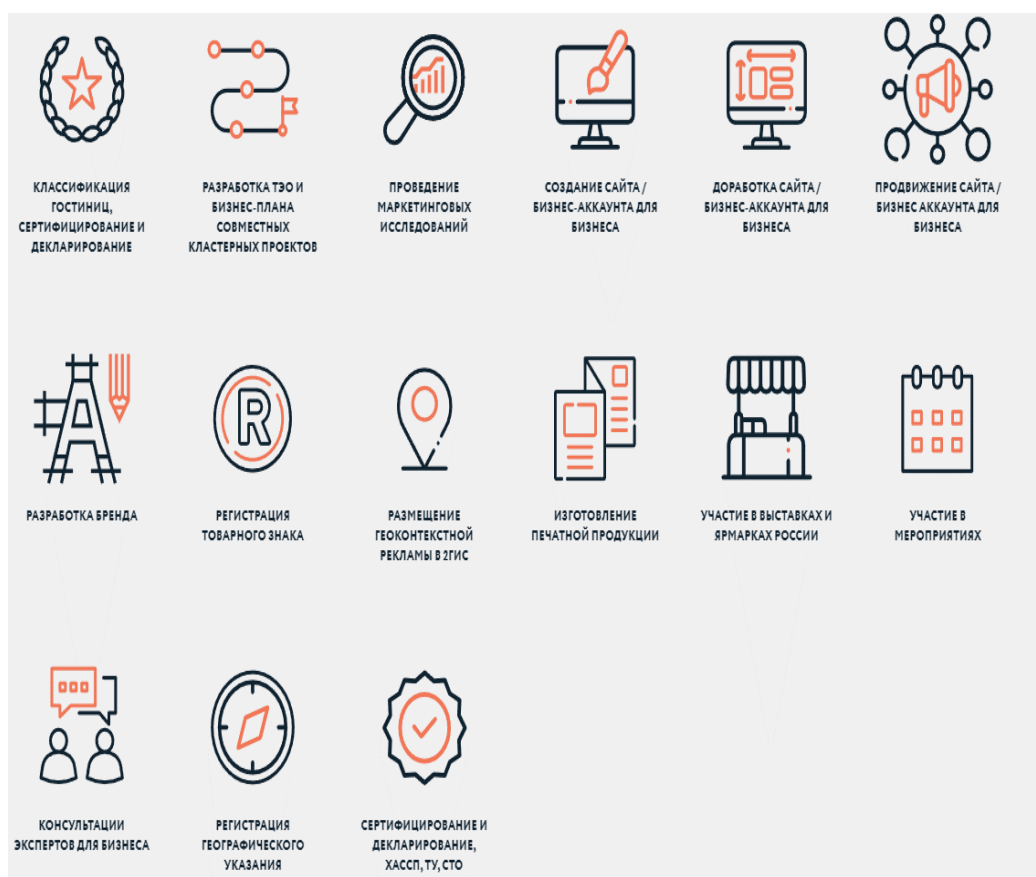 КЛАССИФИКАЦИЯ
ГОСТИНИЦ,
СЕРТИФИЦИРОВАНИЕ И
ДЕКЛАРИРОВАНИЕ
РАЗРАБОТКА ТЭО И
БИЗНЕС-ПЛАНА
СОВМЕСТНЫХ
КЛАСТЕРНЫХ ПРОЕКТОВ
ПРОВЕДЕНИЕ
МАРКЕТИНГОВЫХ
ИССЛЕДОВАНИЙ
СОЗДАНИЕ САЙТА /
БИЗНЕС-АККАУНТА ДЛЯ
БИЗНЕСА
ДОРАБОТКА САЙТА /
БИЗНЕС-АККАУНТА ДЛЯ
БИЗНЕСА
ПРОДВИЖЕНИЕ САЙТА /
БИЗНЕС АККАУНТА ДЛЯ
БИЗНЕСА
A
R
РАЗРАБОТКА БРЕНДА
РЕГИСТРАЦИЯ
ТОВАРНОГО ЗНАКА
РАЗМЕЩЕНИЕ
ГЕОКОНТЕКСТНОЙ
РЕКЛАМЫ В 2ГИС
ИЗГОТОВЛЕНИЕ
ПЕЧАТНОЙ ПРОДУКЦИИ
УЧАСТИЕ В ВЫСТАВКАХ И
ЯРМАРКАХ РОССИИ
УЧАСТИЕ В
МЕРОПРИЯТИЯХ
КОНСУЛЬТАЦИИ
ЭКСПЕРТОВ ДЛЯ БИЗНЕСА
РЕГИСТРАЦИЯ
ГЕОГРАФИЧЕСКОГО
УКАЗАНИЯ
СЕРТИФИЦИРОВАНИЕ И
ДЕКЛАРИРОВАНИЕ,
ХАССП, ТУ, СТО